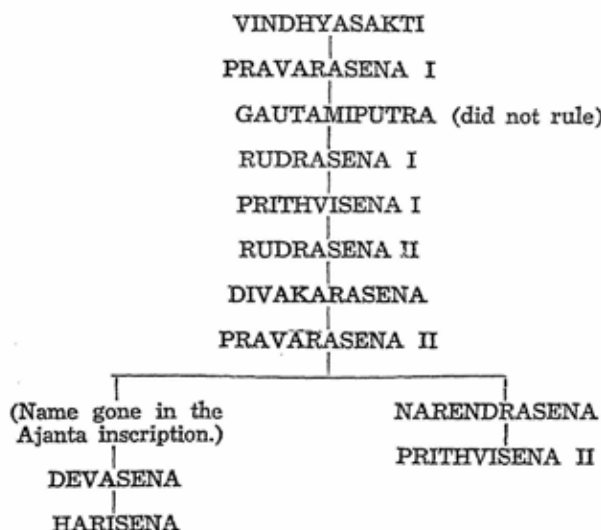 VINDHYASAKTI
PRAVARASENA I
GAUTAMIPUTRA (did not rule)
RUDRASENA I
PRITHVISENA I
RUDRASENA II
DIVAKARASENA
PRAVARASENA II
(Name gone in the
Ajanta inscription.)
DEVASENA
HARISENA
NARENDRASENA
PRITHVISENA II